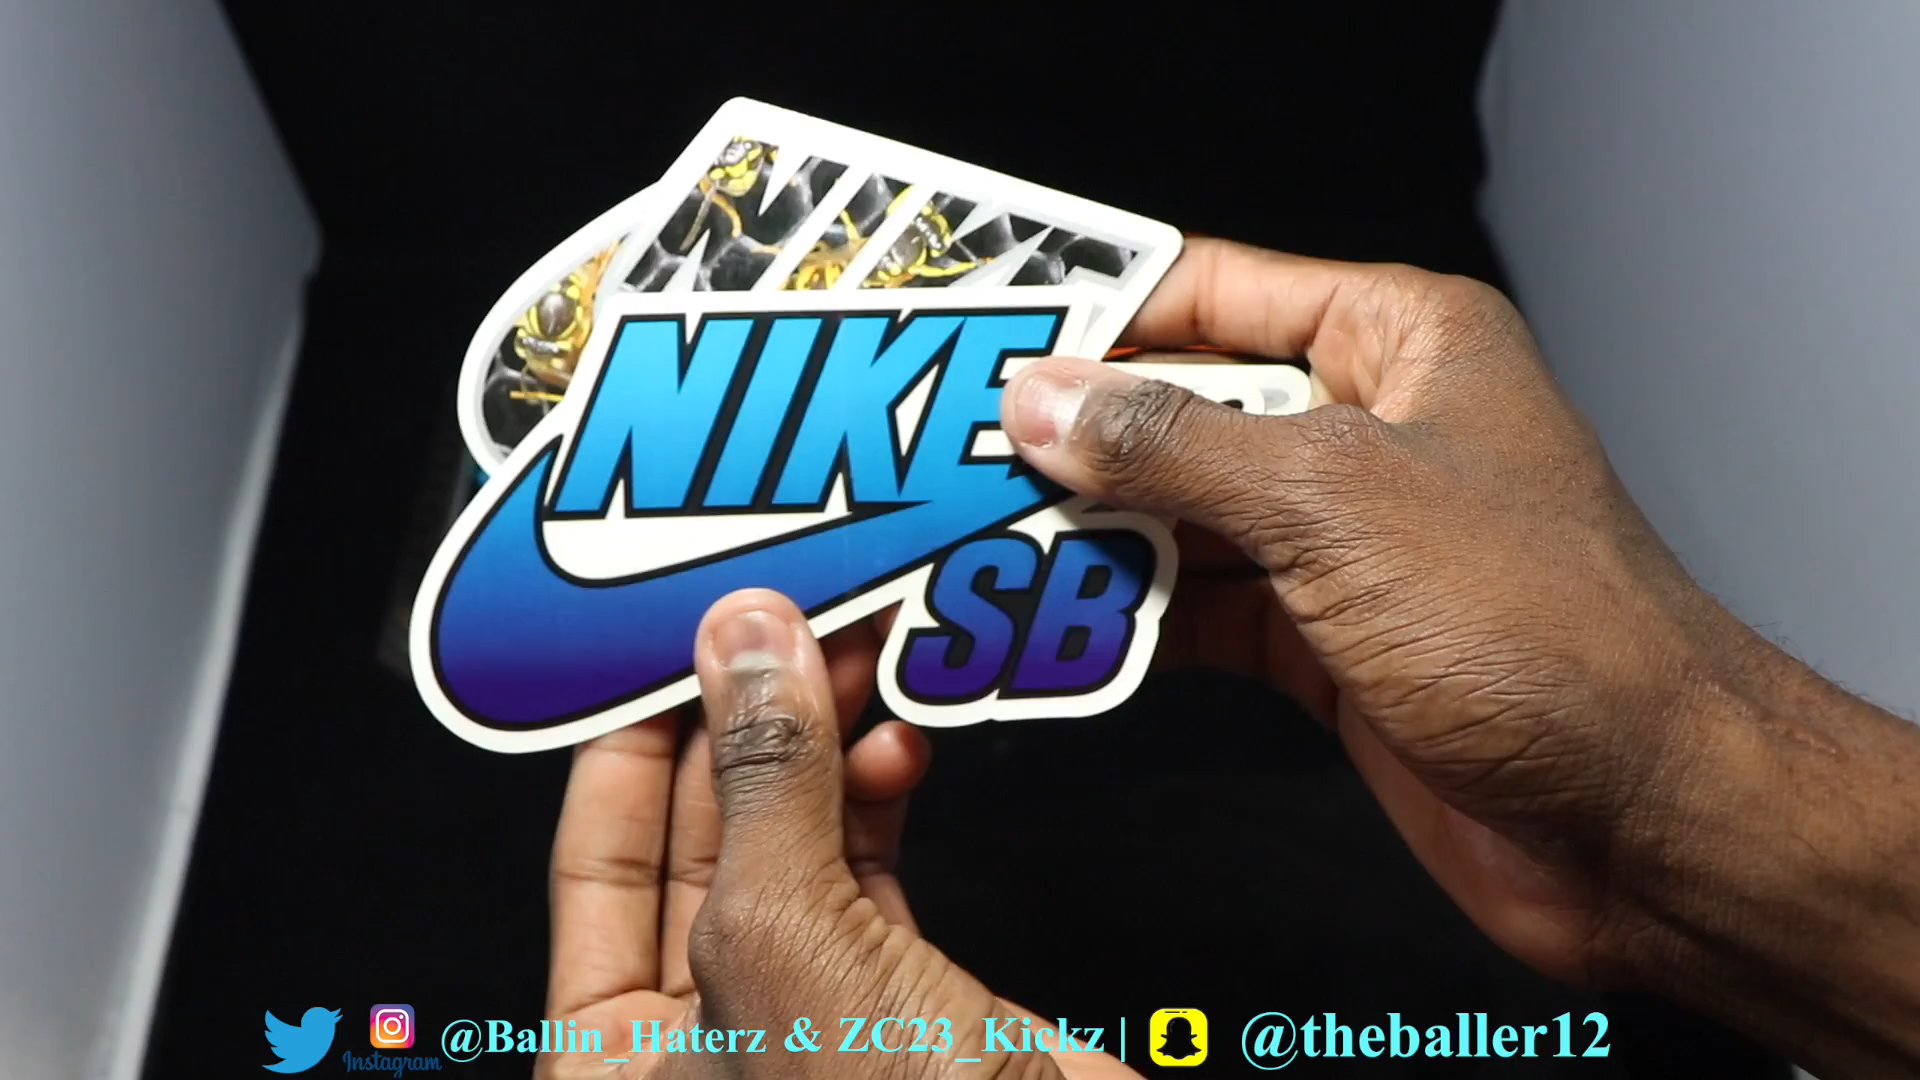 NIKE
NIKE
SB
Instagram @Ballin_Haterz & ZC23_Kickz | @theballer12